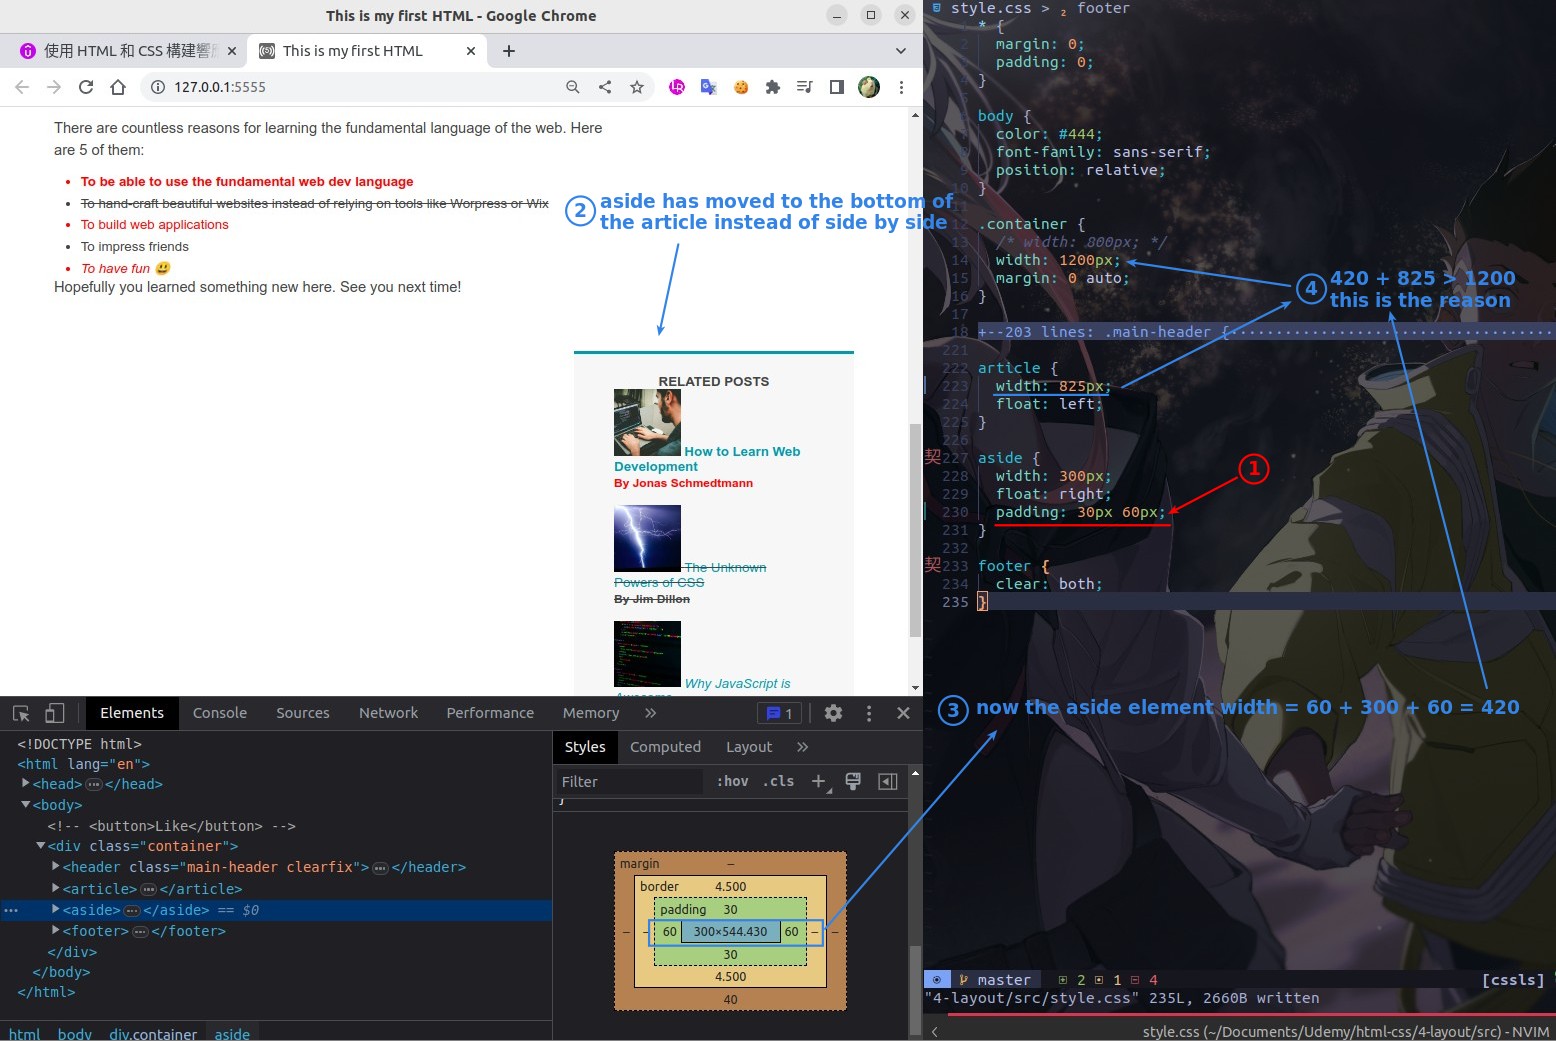 This is my first HTML - Google Chrome
使用 HTML 和 CSS 構建響應
This is my first HTML
127.0.0.1:5555
There are countless reasons for learning the fundamental language of the web. Here
are 5 of them:
To be able to use the fundamental web dev language
To hand-craft beautiful websites instead of relying on tools like Worpress or Wix
To build web applications
To impress friends
To have fun 😃
Hopefully you learned something new here. See you next time!
② aside has moved to the bottom of
the article instead of side by side
RELATED POSTS
How to Learn Web
Development
By Jonas Schmedtmann
The Unknown
Powers of CSS
By Jim Dillon
Why JavaScript is
Elements Console Sources Network Performance Memory » 1
<!DOCTYPE html>
<html lang="en">
<head>…</head>
<body>
<!-- <button>Like</button> -->
<div class="container">
<header class="main-header clearfix">…</header>
<article>…</article>
… <aside>…</aside> == $0
<footer>…</footer>
</div>
</body>
</html>
html body div.container aside
Styles Computed Layout »
Filter :hov .cls +
}
margin –
border 4.500
padding 30
– – 60 300×544.430 60 – –
30
4.500
40
style.css > footer
* {
2 margin: 0;
padding: 0;
}
body {
color: #444;
font-family: sans-serif;
position: relative;
10 }
11
12 .container {
13 /* width: 800px; */
14 width: 1200px;
15 margin: 0 auto;
16 }
17
18 +--203 lines: .main-header {
221
222 article {
223 width: 825px;
224 float: left;
225 }
226
契227 aside {
228 width: 300px;
229 float: right;
230 padding: 30px 60px;
231 }
232
契233 footer {
234 clear: both;
235 }
①
④ 420 + 825 > 1200
this is the reason
③ now the aside element width = 60 + 300 + 60 = 420
master 2 1 4 [cssls]
"4-layout/src/style.css" 235L, 2660B written
style.css (~/Documents/Udemy/html-css/4-layout/src) - NVIM